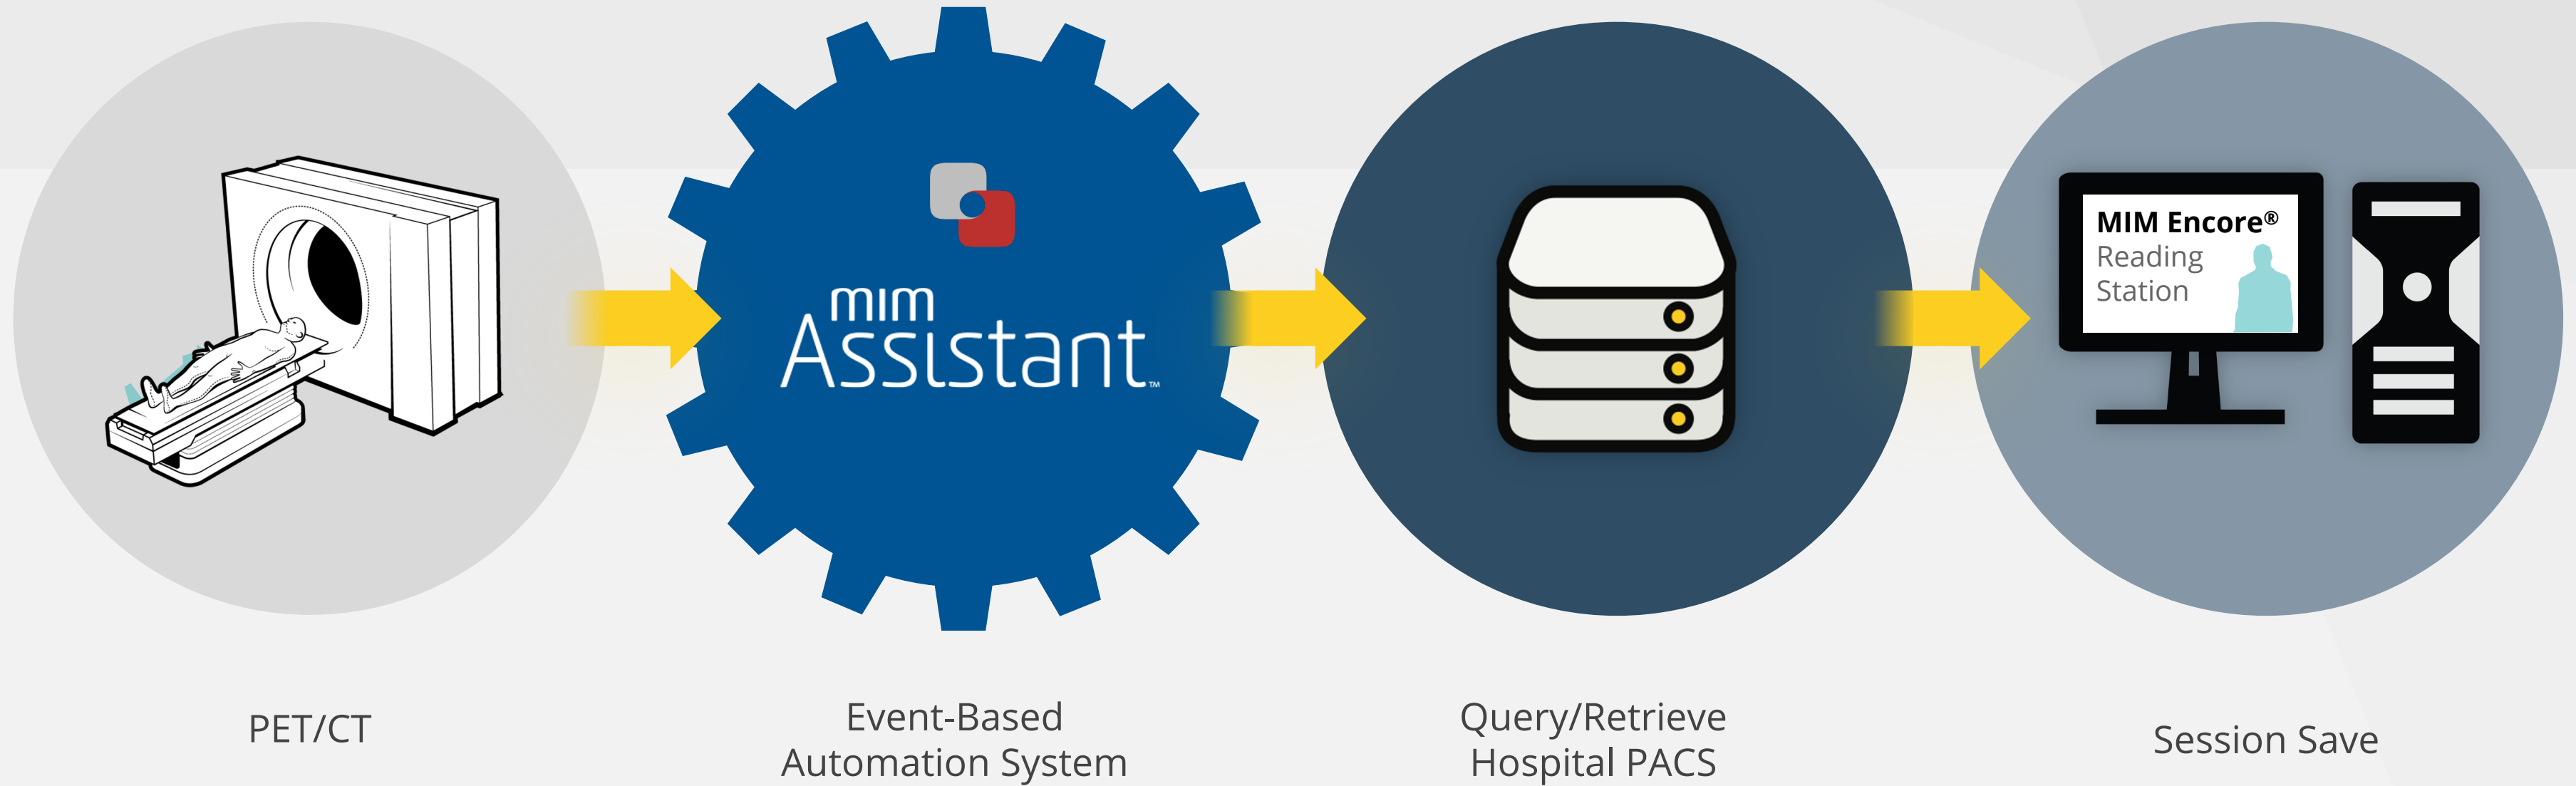 mim
Assistant™
MIM Encore®
Reading
Station
PET/CT
Event-Based
Automation System
Query/Retrieve
Hospital PACS
Session Save